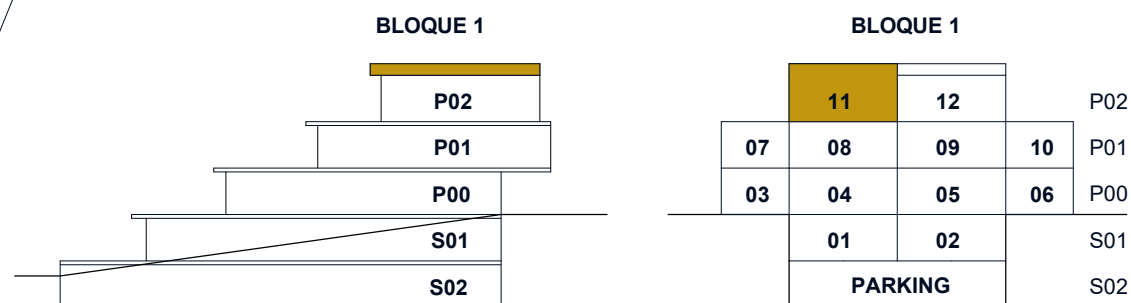 BLOQUE 1
P02
P01
P00
S01
S02
BLOQUE 1
11 12 P02
07 08 09 10 P01
03 04 05 06 P00
01 02 S01
PARKING S02